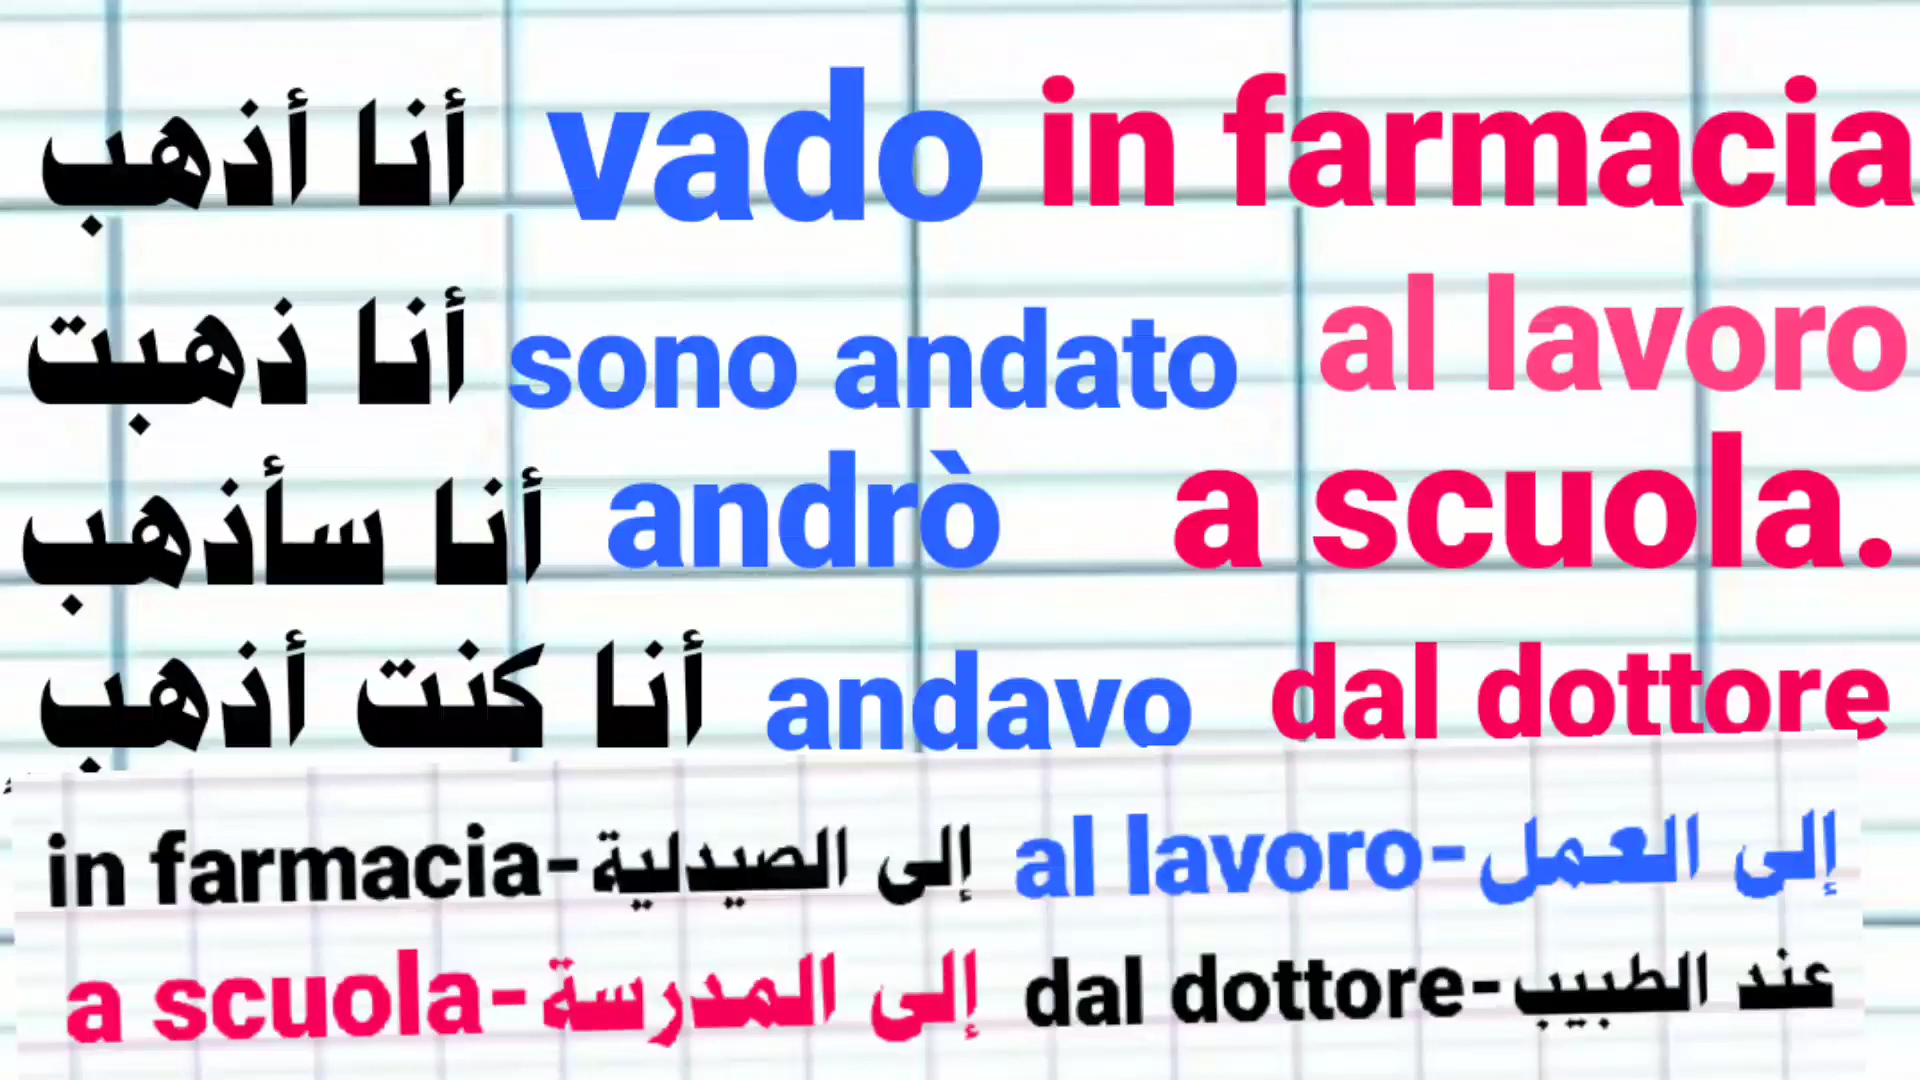 أنا أذهب vado in farmacia
أنا ذهبت sono andato al lavoro
أنا سأذهب andrò a scuola.
أنا كنت أذهب andavo dal dottore
in farmacia-إلى الصيدلية al lavoro-إلى العمل
a scuola-إلى المدرسة dal dottore-عند الطبيب